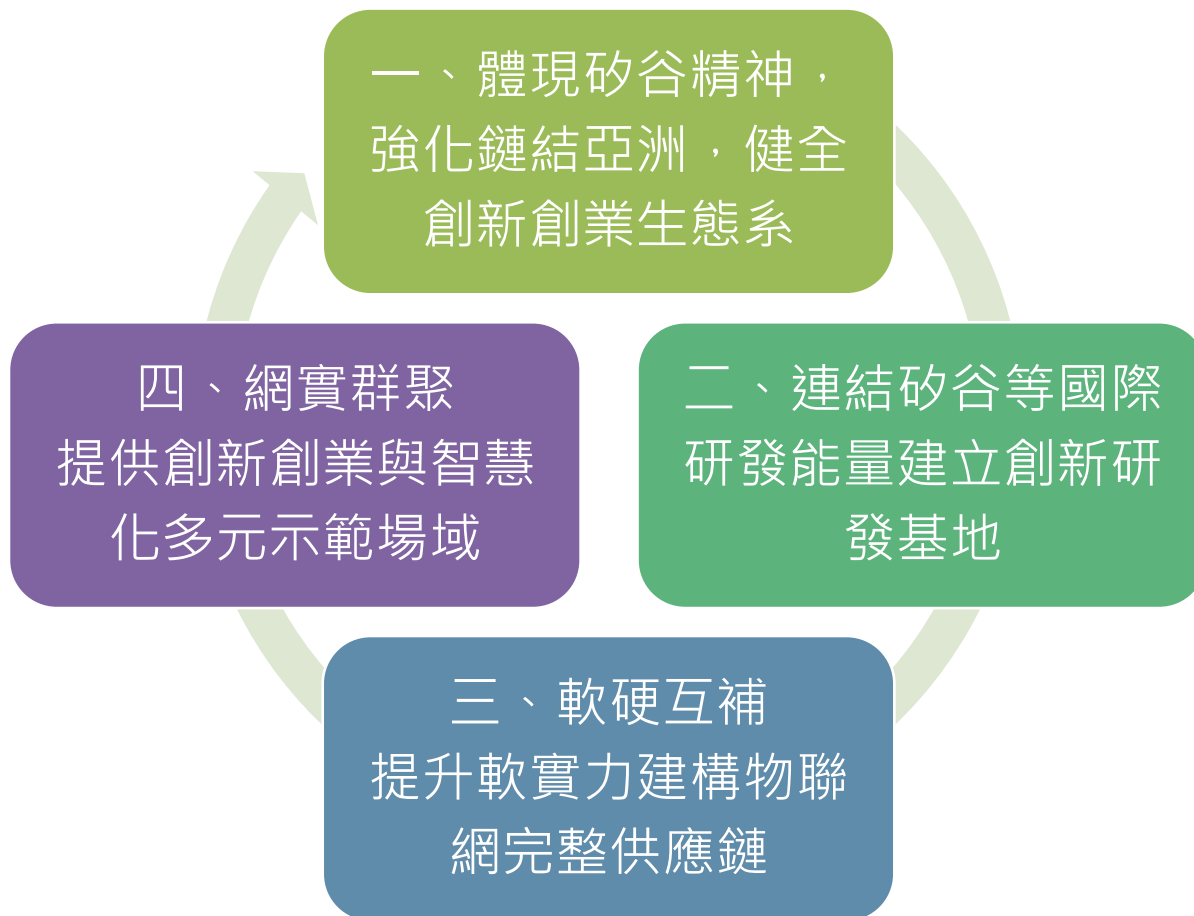 一、體現矽谷精神，
強化鏈結亞洲，健全
創新創業生態系
二、連結矽谷等國際
研發能量建立創新研
發基地
三、軟硬互補
提升軟實力建構物聯
網完整供應鏈
四、網實群聚
提供創新創業與智慧
化多元示範場域